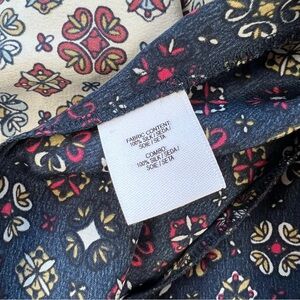 FABRIC CONTENT:
100% SILK / SEDA /
SOIE / SETA
COMBO:
100% SILK / SEDA /
SOIE / SETA